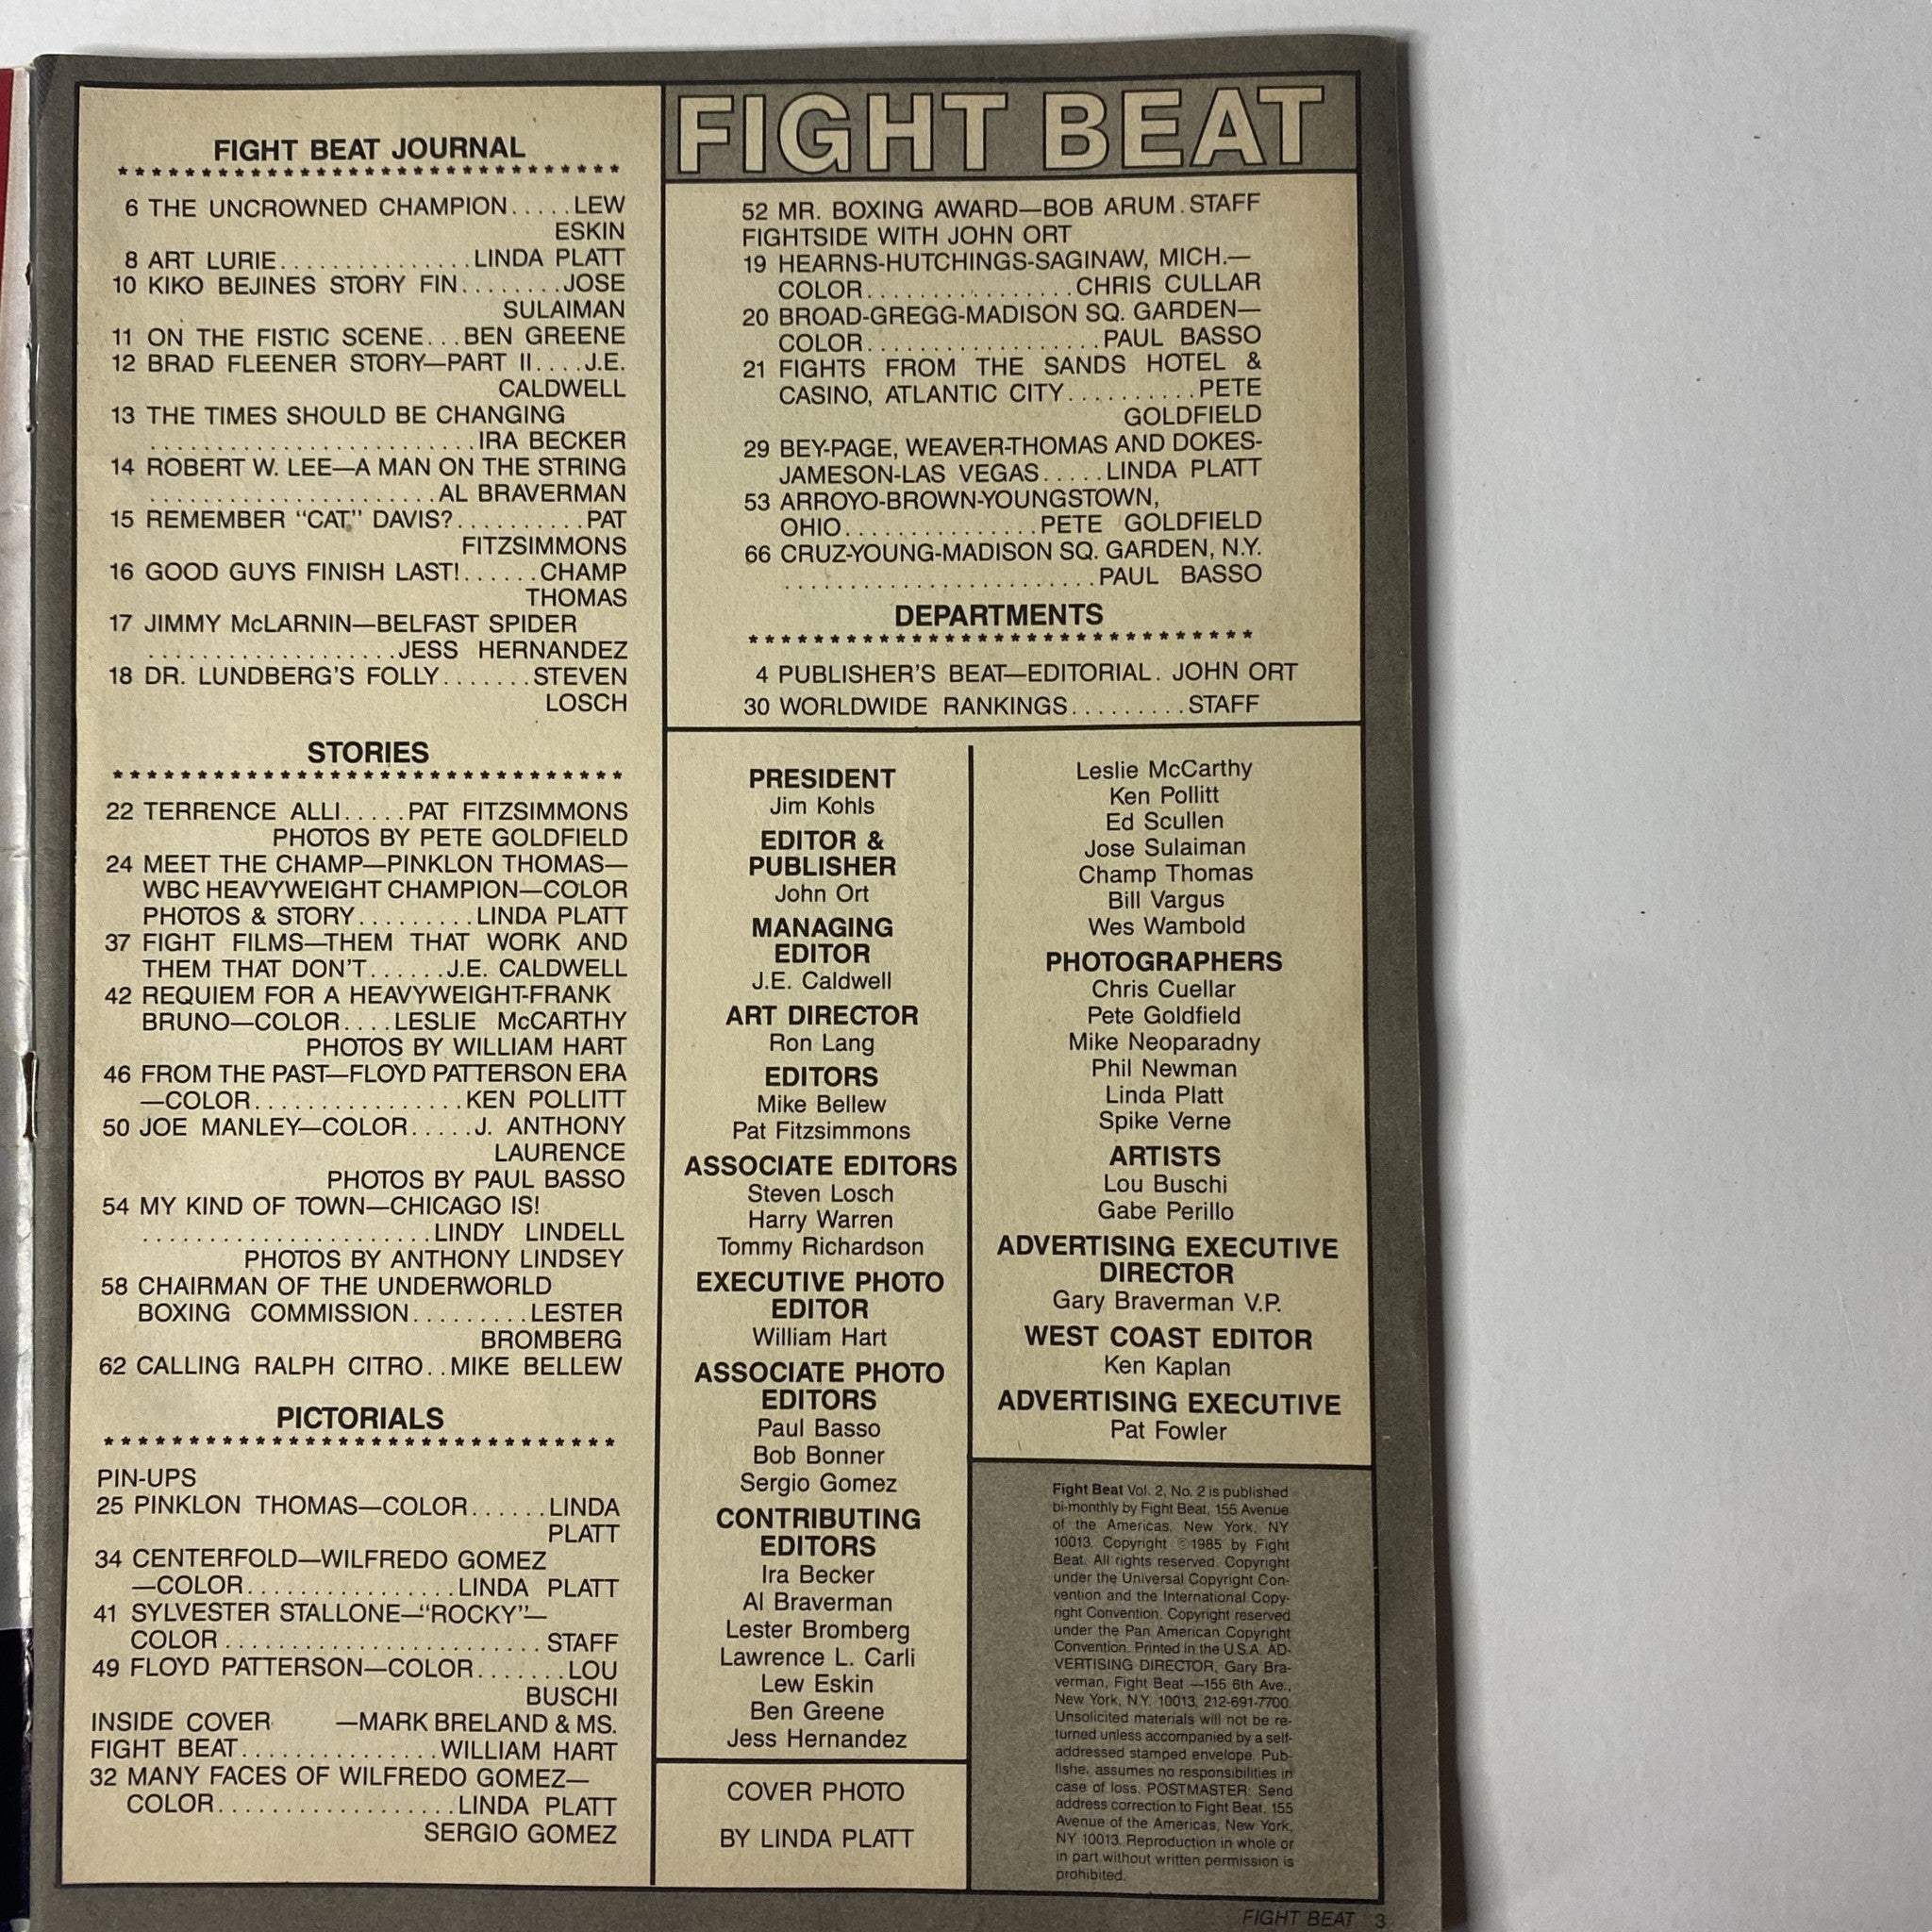 FIGHT BEAT JOURNAL
6 THE UNCROWNED CHAMPION.....LEW
ESKIN
8 ART LURIE...............LINDA PLATT
10 KIKO BEJINES STORY FIN........JOSE
SULAIMAN
11 ON THE FISTIC SCENE...BEN GREENE
12 BRAD FLEENER STORY—PART II....J.E.
CALDWELL
13 THE TIMES SHOULD BE CHANGING
.........................IRA BECKER
14 ROBERT W. LEE—A MAN ON THE STRING
......................AL BRAVERMAN
15 REMEMBER "CAT" DAVIS?..........PAT
FITZSIMMONS
16 GOOD GUYS FINISH LAST!......CHAMP
THOMAS
17 JIMMY McLARNIN—BELFAST SPIDER
...................JESS HERNANDEZ
18 DR. LUNDBERG'S FOLLY.......STEVEN
LOSCH
STORIES
22 TERRENCE ALLI.....PAT FITZSIMMONS
PHOTOS BY PETE GOLDFIELD
24 MEET THE CHAMP—PINKLON THOMAS—
WBC HEAVYWEIGHT CHAMPION—COLOR
PHOTOS & STORY.........LINDA PLATT
37 FIGHT FILMS—THEM THAT WORK AND
THEM THAT DON'T......J.E. CALDWELL
42 REQUIEM FOR A HEAVYWEIGHT-FRANK
BRUNO—COLOR....LESLIE McCARTHY
PHOTOS BY WILLIAM HART
46 FROM THE PAST—FLOYD PATTERSON ERA
—COLOR................KEN POLLITT
50 JOE MANLEY—COLOR.....J. ANTHONY
LAURENCE
PHOTOS BY PAUL BASSO
54 MY KIND OF TOWN—CHICAGO IS!
......................LINDY LINDELL
PHOTOS BY ANTHONY LINDSEY
58 CHAIRMAN OF THE UNDERWORLD
BOXING COMMISSION.........LESTER
BROMBERG
62 CALLING RALPH CITRO..MIKE BELLEW
PICTORIALS
PIN-UPS
25 PINKLON THOMAS—COLOR......LINDA
PLATT
34 CENTERFOLD—WILFREDO GOMEZ
—COLOR................LINDA PLATT
41 SYLVESTER STALLONE—"ROCKY"—
COLOR........................STAFF
49 FLOYD PATTERSON—COLOR.......LOU
BUSCHI
INSIDE COVER —MARK BRELAND & MS.
FIGHT BEAT...............WILLIAM HART
32 MANY FACES OF WILFREDO GOMEZ—
COLOR..................LINDA PLATT
SERGIO GOMEZ
FIGHT BEAT
52 MR. BOXING AWARD—BOB ARUM.STAFF
FIGHTSIDE WITH JOHN ORT
19 HEARNS-HUTCHINGS-SAGINAW, MICH.—
COLOR................CHRIS CULLAR
20 BROAD-GREGG-MADISON SQ. GARDEN—
COLOR..................PAUL BASSO
21 FIGHTS FROM THE SANDS HOTEL &
CASINO, ATLANTIC CITY..........PETE
GOLDFIELD
29 BEY-PAGE, WEAVER-THOMAS AND DOKES-
JAMESON-LAS VEGAS.....LINDA PLATT
53 ARROYO-BROWN-YOUNGSTOWN,
OHIO...............PETE GOLDFIELD
66 CRUZ-YOUNG-MADISON SQ. GARDEN, N.Y.
........................PAUL BASSO
DEPARTMENTS
4 PUBLISHER'S BEAT—EDITORIAL. JOHN ORT
30 WORLDWIDE RANKINGS.........STAFF
PRESIDENT
Jim Kohls
EDITOR &
PUBLISHER
John Ort
MANAGING
EDITOR
J.E. Caldwell
ART DIRECTOR
Ron Lang
EDITORS
Mike Bellew
Pat Fitzsimmons
ASSOCIATE EDITORS
Steven Losch
Harry Warren
Tommy Richardson
EXECUTIVE PHOTO
EDITOR
William Hart
ASSOCIATE PHOTO
EDITORS
Paul Basso
Bob Bonner
Sergio Gomez
CONTRIBUTING
EDITORS
Ira Becker
Al Braverman
Lester Bromberg
Lawrence L. Carli
Lew Eskin
Ben Greene
Jess Hernandez
COVER PHOTO
BY LINDA PLATT
Leslie McCarthy
Ken Pollitt
Ed Scullen
Jose Sulaiman
Champ Thomas
Bill Vargus
Wes Wambold
PHOTOGRAPHERS
Chris Cuellar
Pete Goldfield
Mike Neoparadny
Phil Newman
Linda Platt
Spike Verne
ARTISTS
Lou Buschi
Gabe Perillo
ADVERTISING EXECUTIVE
DIRECTOR
Gary Braverman V.P.
WEST COAST EDITOR
Ken Kaplan
ADVERTISING EXECUTIVE
Pat Fowler
Fight Beat Vol. 2, No. 2 is published
bi-monthly by Fight Beat, 155 Avenue
of the Americas, New York, NY
10013. Copyright ©1985 by Fight
Beat. All rights reserved. Copyright
under the Universal Copyright Con-
vention and the International Copy-
right Convention. Copyright reserved
under the Pan American Copyright
Convention. Printed in the U.S.A. AD-
VERTISING DIRECTOR, Gary Bra-
verman, Fight Beat —155 6th Ave.,
New York, N.Y. 10013, 212-691-7700.
Unsolicited materials will not be re-
turned unless accompanied by a self-
addressed stamped envelope. Pub-
lishe. assumes no responsibilities in
case of loss. POSTMASTER: Send
address correction to Fight Beat, 155
Avenue of the Americas, New York,
NY 10013. Reproduction in whole or
in part without written permission is
prohibited.
FIGHT BEAT 3